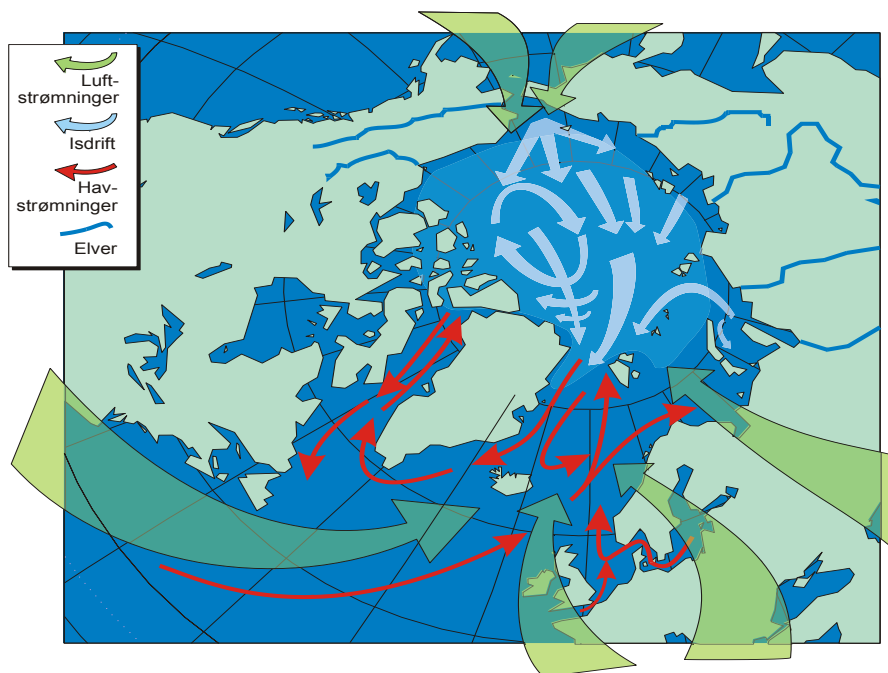 Luft-
strømninger
Isdrift
Hav-
strømninger
Elver